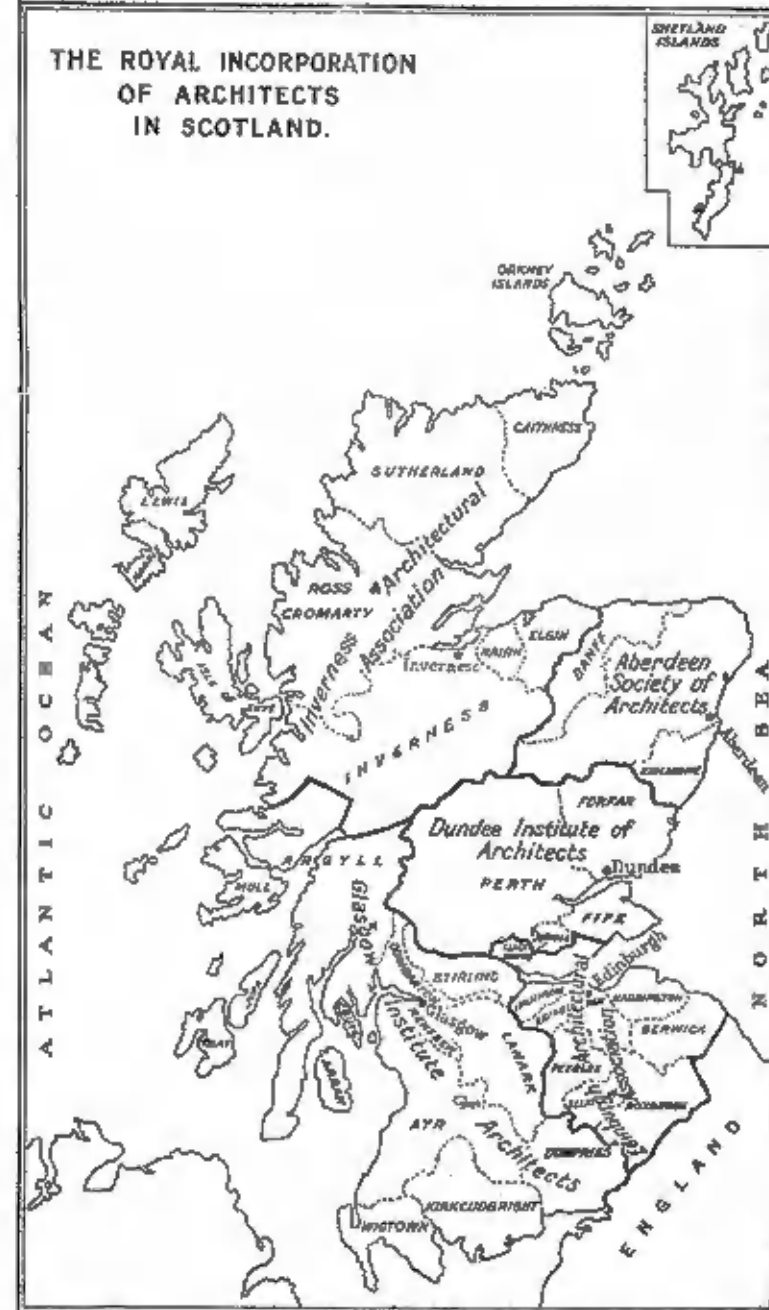 THE ROYAL INCORPORATION
OF ARCHITECTS
IN SCOTLAND.
SHETLAND
ISLANDS
ORKNEY
ISLANDS
CAITHNESS
SUTHERLAND
LEWIS
ROSS
CROMARTY
Inverness Architectural
Association
Inverness
NAIRN
ELGIN
BANFF
Aberdeen
Society of
Architects
Aberdeen
SKYE
INVERNESS
KINCARDINE
FORFAR
Dundee Institute of
Architects
Dundee
PERTH
FIFE
ARGYLL
MULL
Glasgow
Institute
Architects
STIRLING
Glasgow
RENFREW
LANARK
Edinburgh
Architectural
Association
Edinburgh
HADDINGTON
BERWICK
PEEBLES
ROXBURGH
ARRAN
AYR
DUMFRIES
KIRKCUDBRIGHT
WIGTOWN
ATLANTIC OCEAN
NORTH SEA
ENGLAND